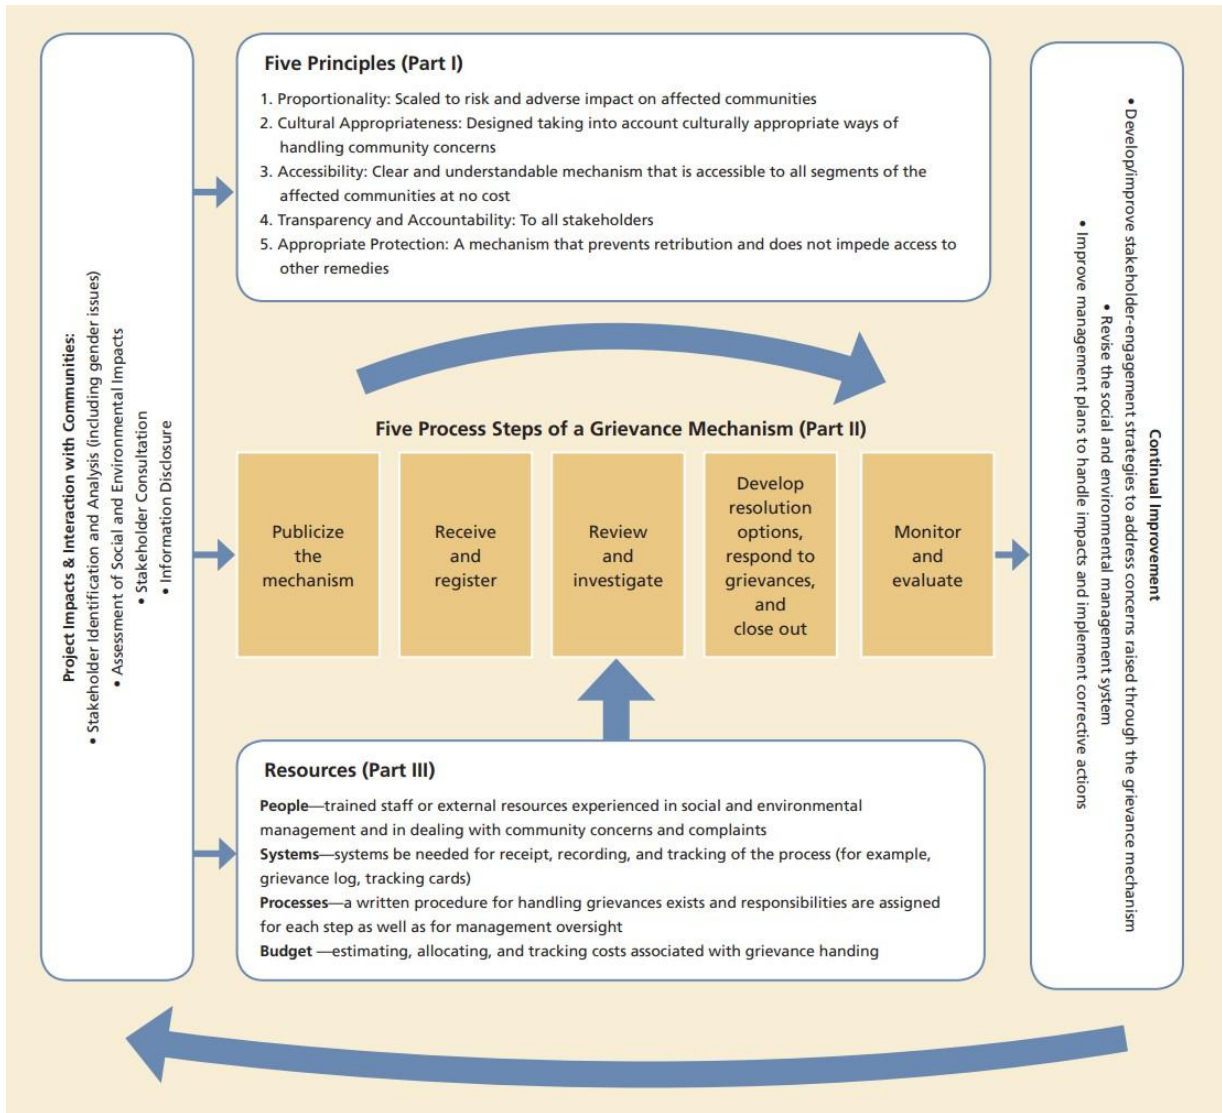 Project Impacts & Interaction with Communities:
• Stakeholder Identification and Analysis (including gender issues)
• Assessment of Social and Environmental Impacts
• Stakeholder Consultation
• Information Disclosure
Five Principles (Part I)
1. Proportionality: Scaled to risk and adverse impact on affected communities
2. Cultural Appropriateness: Designed taking into account culturally appropriate ways of
handling community concerns
3. Accessibility: Clear and understandable mechanism that is accessible to all segments of the
affected communities at no cost
4. Transparency and Accountability: To all stakeholders
5. Appropriate Protection: A mechanism that prevents retribution and does not impede access to
other remedies
Five Process Steps of a Grievance Mechanism (Part II)
Publicize
the
mechanism
Receive
and
register
Review
and
investigate
Develop
resolution
options,
respond to
grievances,
and
close out
Monitor
and
evaluate
Resources (Part III)
People—trained staff or external resources experienced in social and environmental
management and in dealing with community concerns and complaints
Systems—systems be needed for receipt, recording, and tracking of the process (for example,
grievance log, tracking cards)
Processes—a written procedure for handling grievances exists and responsibilities are assigned
for each step as well as for management oversight
Budget —estimating, allocating, and tracking costs associated with grievance handing
Continual Improvement
• Develop/improve stakeholder-engagement strategies to address concerns raised through the grievance mechanism
• Revise the social and environmental management system
• Improve management plans to handle impacts and implement corrective actions